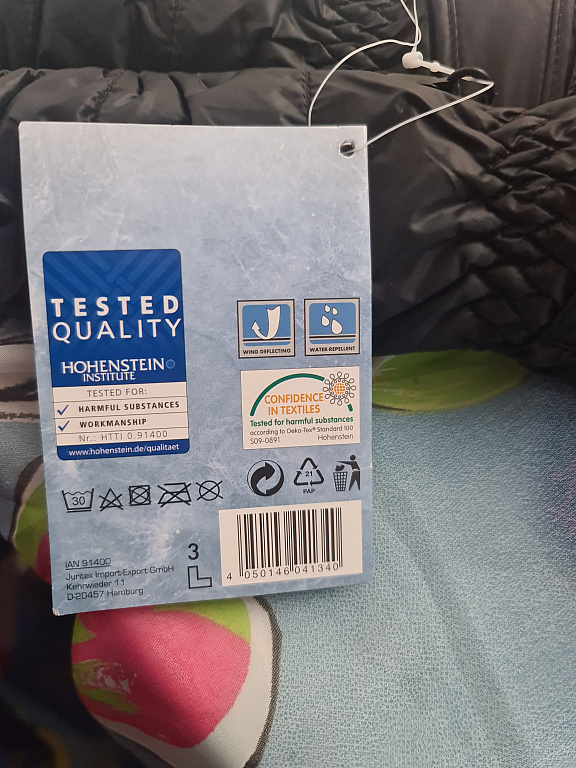 TESTED
QUALITY
HOHENSTEIN
INSTITUTE
TESTED FOR:
HARMFUL SUBSTANCES
WORKMANSHIP
Nr.: HTTI 0.91400
www.hohenstein.de/qualitaet
WIND DEFLECTING
WATER-REPELLENT
CONFIDENCE
IN TEXTILES
Tested for harmful substances
according to Oeko-Tex® Standard 100
S09-0891 Hohenstein
30
21
PAP
IAN 91400
Juritex Import-Export GmbH
Kehrwieder 11
D-20457 Hamburg
3
4 050146 041340